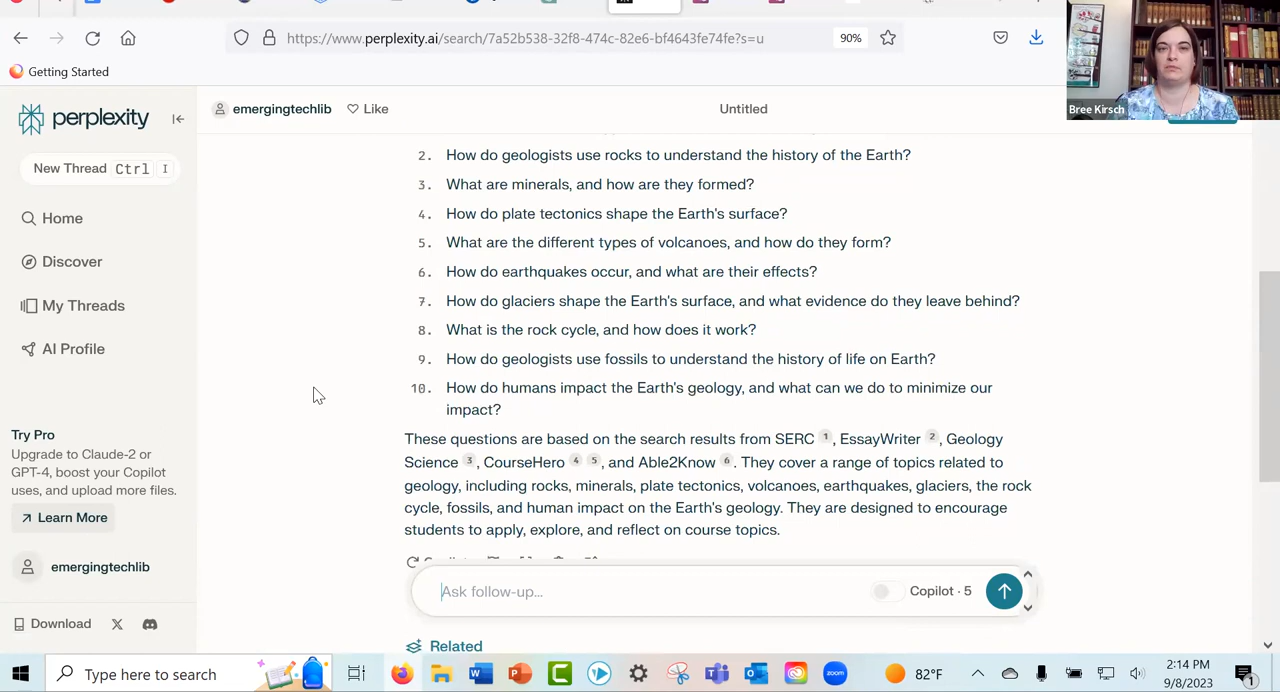 https://www.perplexity.ai/search/7a52b535-32f8-474c-82e6-bf4643fe74fe?s=u
90%
Getting Started
Bree Kirsch
perplexity
emergingtechlib
Like
Untitled
New Thread Ctrl I
Home
Discover
My Threads
AI Profile
2. How do geologists use rocks to understand the history of the Earth?
3. What are minerals, and how are they formed?
4. How do plate tectonics shape the Earth's surface?
5. What are the different types of volcanoes, and how do they form?
6. How do earthquakes occur, and what are their effects?
7. How do glaciers shape the Earth's surface, and what evidence do they leave behind?
8. What is the rock cycle, and how does it work?
9. How do geologists use fossils to understand the history of life on Earth?
10. How do humans impact the Earth's geology, and what can we do to minimize our
impact?
These questions are based on the search results from SERC 1, EssayWriter 2, Geology
Science 3, CourseHero 4 5, and Able2Know 6. They cover a range of topics related to
geology, including rocks, minerals, plate tectonics, volcanoes, earthquakes, glaciers, the rock
cycle, fossils, and human impact on the Earth's geology. They are designed to encourage
students to apply, explore, and reflect on course topics.
Try Pro
Upgrade to Claude-2 or
GPT-4, boost your Copilot
uses, and upload more files.
Learn More
emergingtechlib
Download
Ask follow-up...
Copilot · 5
Related
Type here to search
zoom
82°F
2:14 PM
9/8/2023
1